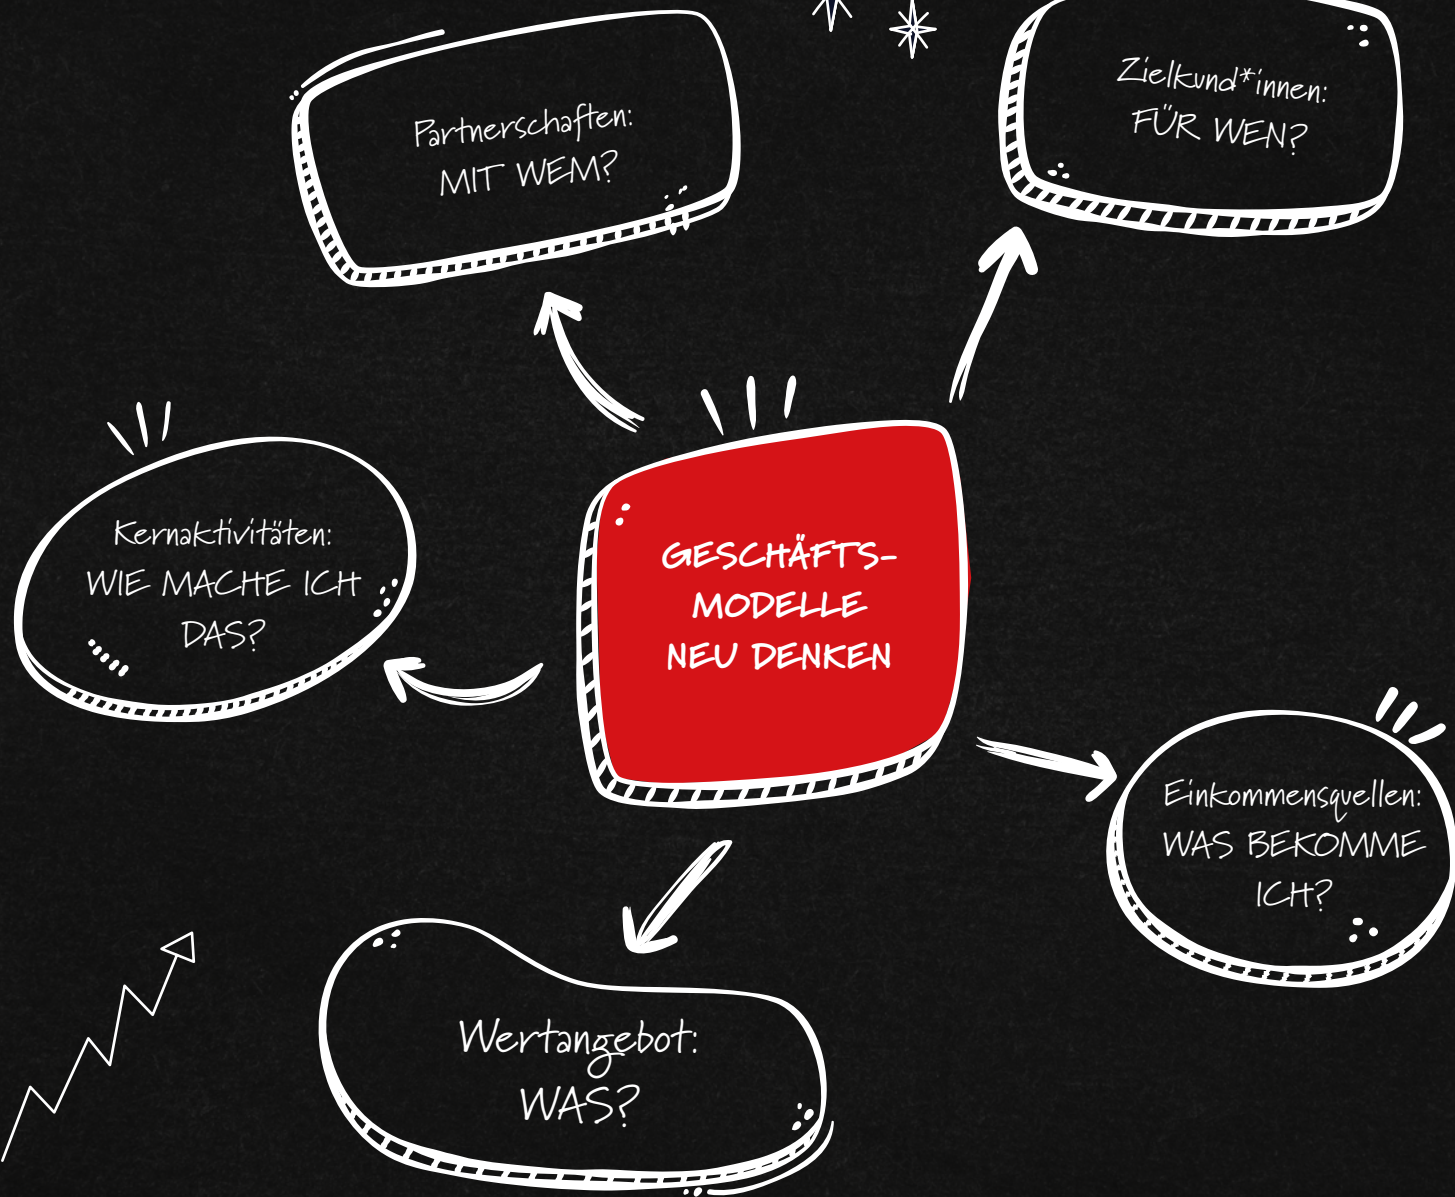 Partnerschaften:
MIT WEM?
Zielkund*innen:
FÜR WEN?
Kernaktivitäten:
WIE MACHE ICH
DAS?
GESCHÄFTS-
MODELLE
NEU DENKEN
Einkommensquellen:
WAS BEKOMME
ICH?
Wertangebot:
WAS?